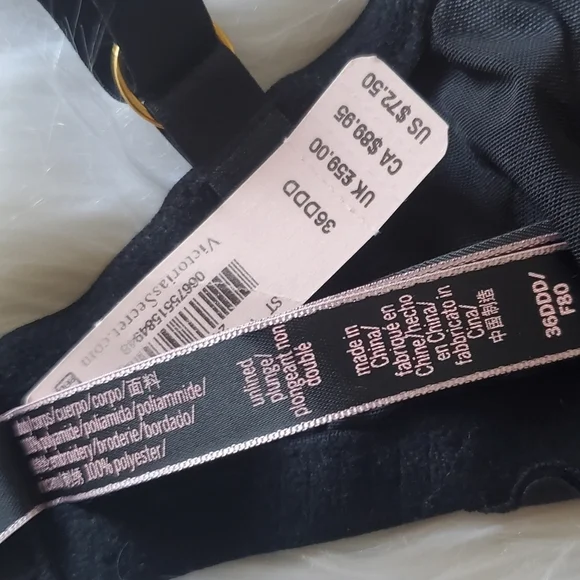 US $72.50
CA $89.95
UK £59.00
36DDD
VictoriasSecret.com
ST
unlined
plunge/
plongeant non
doublé
made in
China/
fabriqué en
Chine/hecho
en China/
fabbricato in
Cina/
中国制造
36DDD/
F80
corps/cuerpo/corpo/面料
polyamide/poliamida/poliammide/
embroidery/broderie/bordado/
100% polyester/